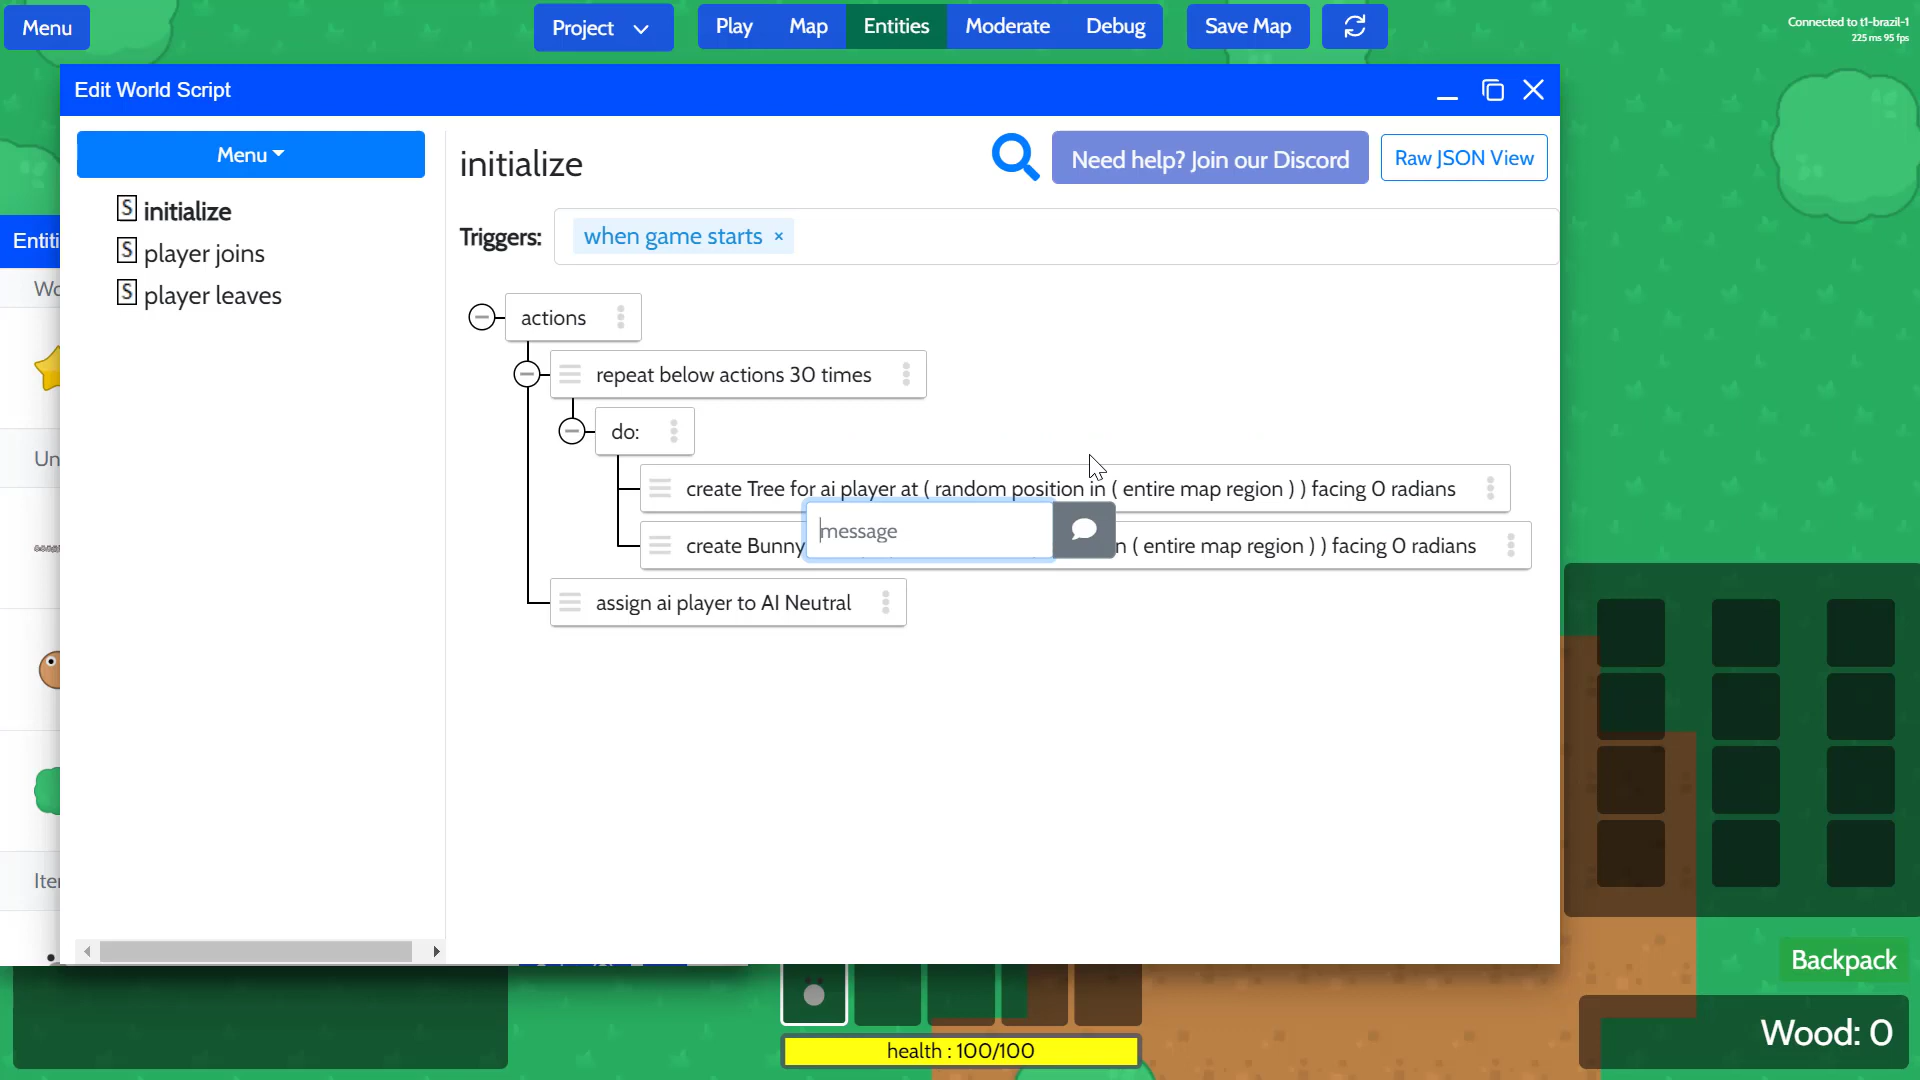 Menu
Project
Play
Map
Entities
Moderate
Debug
Save Map
Connected to t1-brazil-1
225 ms 95 fps
Edit World Script
Menu
initialize
Need help? Join our Discord
Raw JSON View
S initialize
S player joins
S player leaves
Triggers:
when game starts ×
Entiti
Wo
Un
Iter
actions
repeat below actions 30 times
do:
create Tree for ai player at ( random position in ( entire map region ) ) facing 0 radians
message
create Bunny
n ( entire map region ) ) facing 0 radians
assign ai player to AI Neutral
Backpack
Wood: 0
health : 100/100